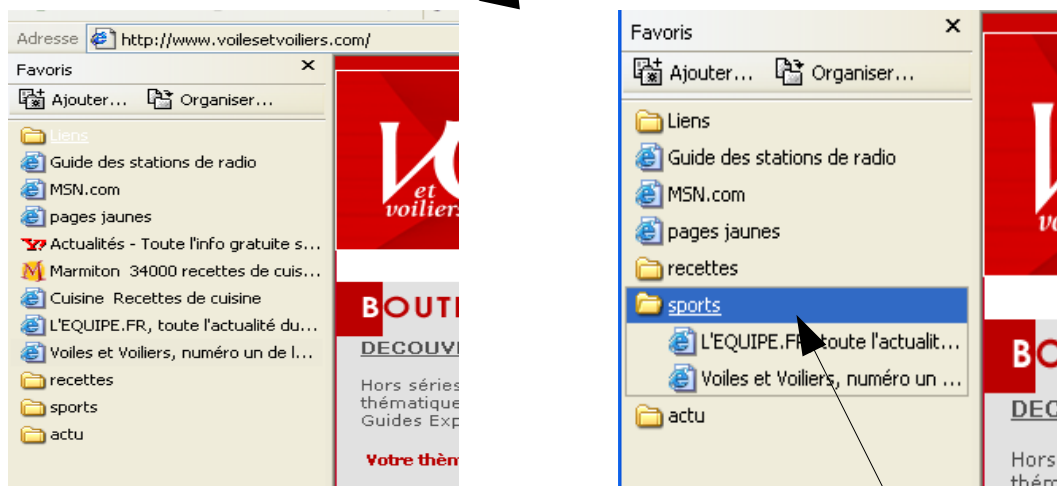 Adresse http://www.voilesetvoiliers.com/
Favoris
Ajouter... Organiser...
Liens
Guide des stations de radio
MSN.com
pages jaunes
Actualités - Toute l'info gratuite s...
Marmiton 34000 recettes de cuis...
Cuisine Recettes de cuisine
L'EQUIPE.FR, toute l'actualité du...
Voiles et Voiliers, numéro un de l...
recettes
sports
actu
et
voiliers
BOUTI
DECOUV
Hors séries
thématique
Guides Exp
Votre thèm
Favoris
Ajouter... Organiser...
Liens
Guide des stations de radio
MSN.com
pages jaunes
recettes
sports
L'EQUIPE.FR, toute l'actualit...
Voiles et Voiliers, numéro un ...
actu
BO
DEC
Hors
thém